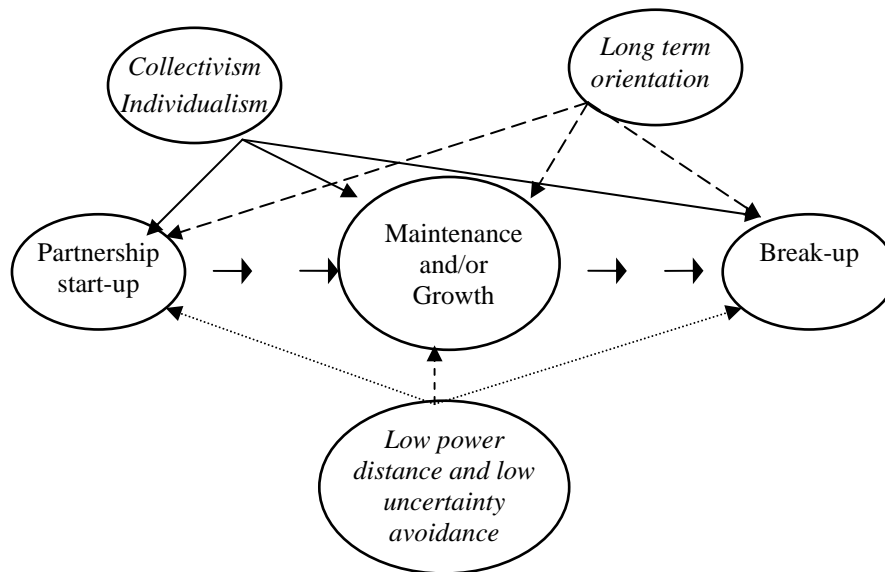 Collectivism
Individualism
Long term
orientation
Partnership
start-up
Maintenance
and/or
Growth
Break-up
Low power
distance and low
uncertainty
avoidance